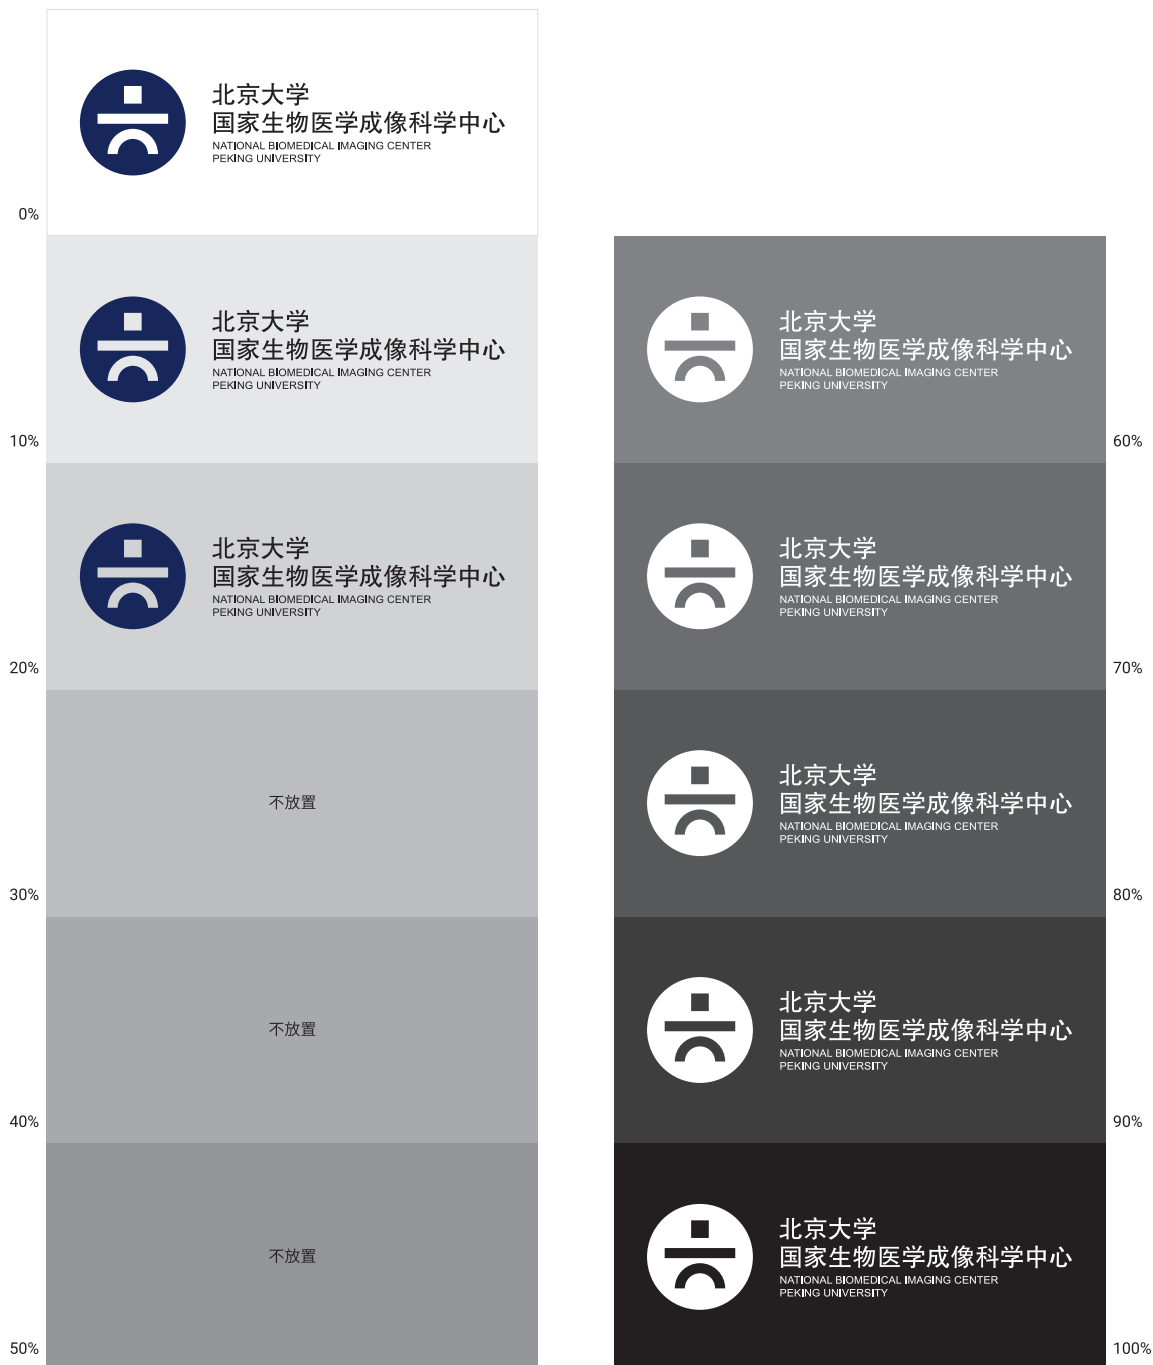 北京大学
国家生物医学成像科学中心
NATIONAL BIOMEDICAL IMAGING CENTER
PEKING UNIVERSITY
0%
北京大学
国家生物医学成像科学中心
NATIONAL BIOMEDICAL IMAGING CENTER
PEKING UNIVERSITY
10%
北京大学
国家生物医学成像科学中心
NATIONAL BIOMEDICAL IMAGING CENTER
PEKING UNIVERSITY
20%
不放置
30%
不放置
40%
不放置
50%
北京大学
国家生物医学成像科学中心
NATIONAL BIOMEDICAL IMAGING CENTER
PEKING UNIVERSITY
60%
北京大学
国家生物医学成像科学中心
NATIONAL BIOMEDICAL IMAGING CENTER
PEKING UNIVERSITY
70%
北京大学
国家生物医学成像科学中心
NATIONAL BIOMEDICAL IMAGING CENTER
PEKING UNIVERSITY
80%
北京大学
国家生物医学成像科学中心
NATIONAL BIOMEDICAL IMAGING CENTER
PEKING UNIVERSITY
90%
北京大学
国家生物医学成像科学中心
NATIONAL BIOMEDICAL IMAGING CENTER
PEKING UNIVERSITY
100%